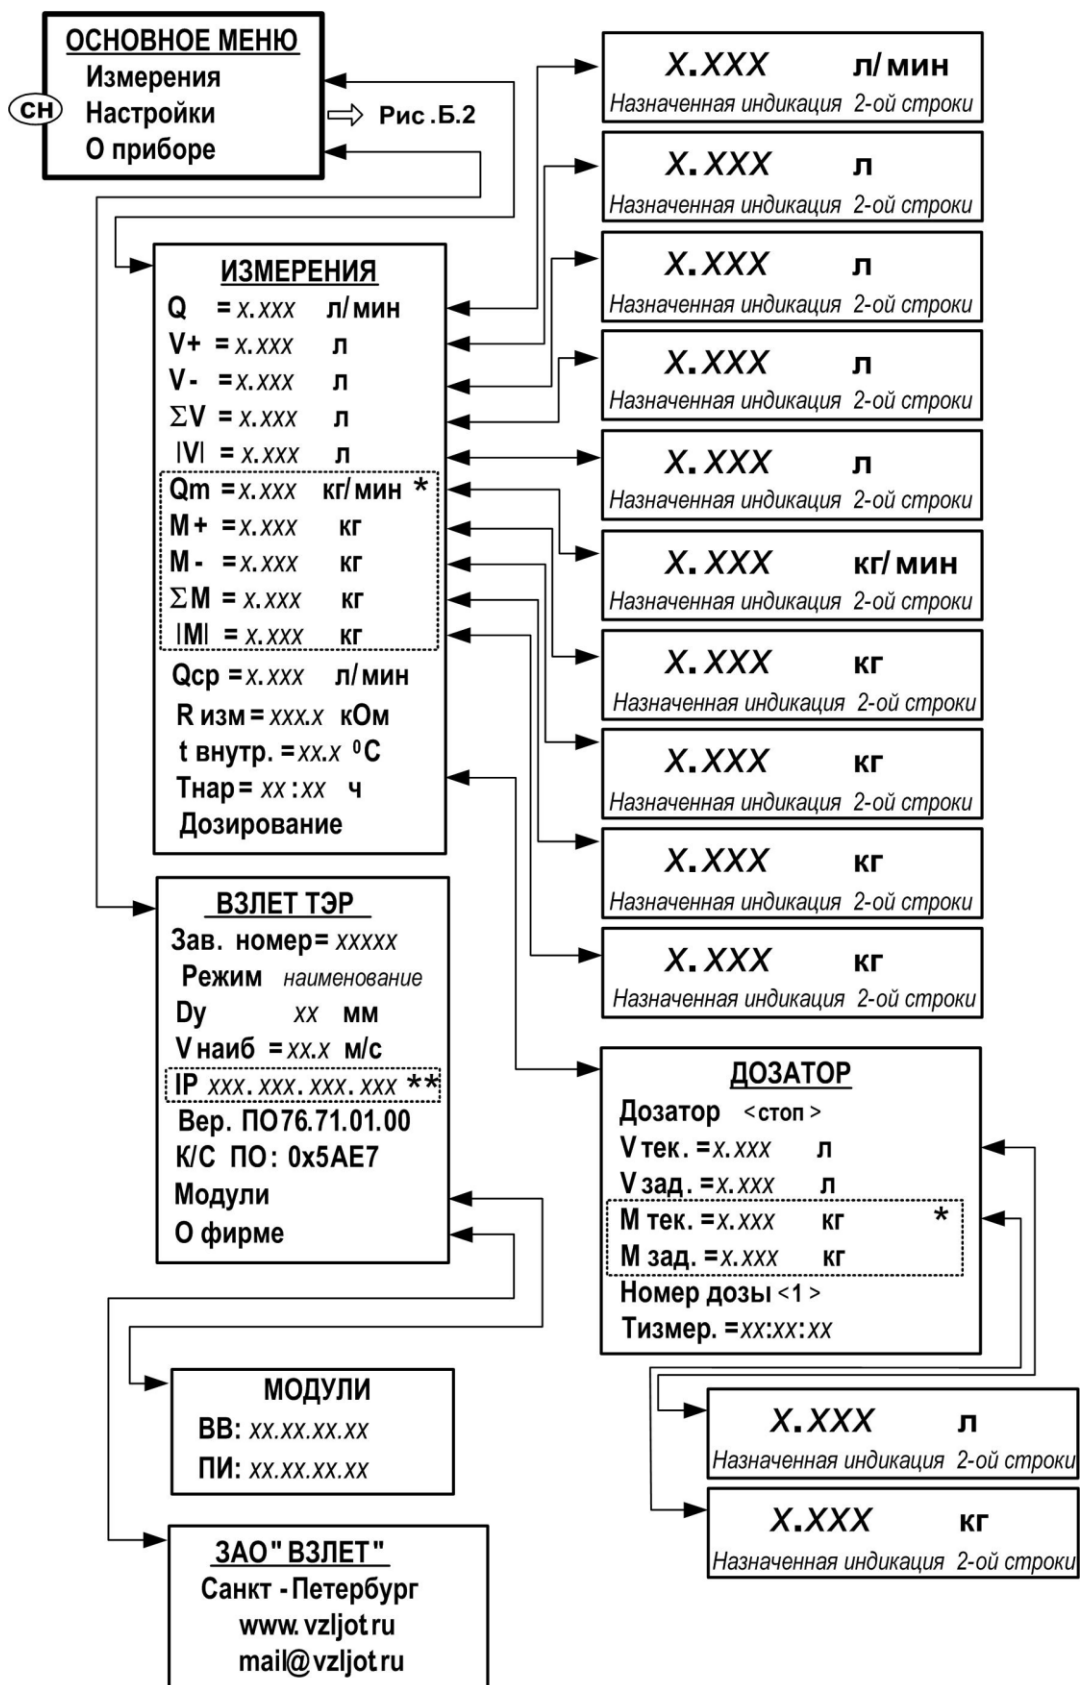 ОСНОВНОЕ МЕНЮ
Измерения
сн
Настройки
Рис.Б.2
О приборе
ИЗМЕРЕНИЯ
Q = x.xxx л/мин
V+ = x.xxx л
V- = x.xxx л
ΣV = x.xxx л
|V| = x.xxx л
Qm = x.xxx кг/мин *
M+ = x.xxx кг
M- = x.xxx кг
ΣM = x.xxx кг
|M| = x.xxx кг
Qср = x.xxx л/мин
R изм = xxx.x кОм
t внутр. = xx.x ⁰C
Тнар = xx:xx ч
Дозирование
ВЗЛЕТ ТЭР
Зав. номер = xxxxx
Режим наименование
Dy xx мм
V наиб = xx.x м/с
IP xxx.xxx.xxx.xxx **
Вер. ПО 76.71.01.00
К/С ПО: 0x5AE7
Модули
О фирме
МОДУЛИ
ВВ: xx.xx.xx.xx
ПИ: xx.xx.xx.xx
ЗАО "ВЗЛЕТ"
Санкт-Петербург
www.vzljot.ru
mail@vzljot.ru
X.XXX л/мин
Назначенная индикация 2-ой строки
X.XXX л
Назначенная индикация 2-ой строки
X.XXX л
Назначенная индикация 2-ой строки
X.XXX л
Назначенная индикация 2-ой строки
X.XXX л
Назначенная индикация 2-ой строки
X.XXX кг/мин
Назначенная индикация 2-ой строки
X.XXX кг
Назначенная индикация 2-ой строки
X.XXX кг
Назначенная индикация 2-ой строки
X.XXX кг
Назначенная индикация 2-ой строки
X.XXX кг
Назначенная индикация 2-ой строки
ДОЗАТОР
Дозатор <стоп>
V тек. = x.xxx л
V зад. = x.xxx л
М тек. = x.xxx кг *
М зад. = x.xxx кг
Номер дозы <1>
Тизмер. = xx:xx:xx
X.XXX л
Назначенная индикация 2-ой строки
X.XXX кг
Назначенная индикация 2-ой строки